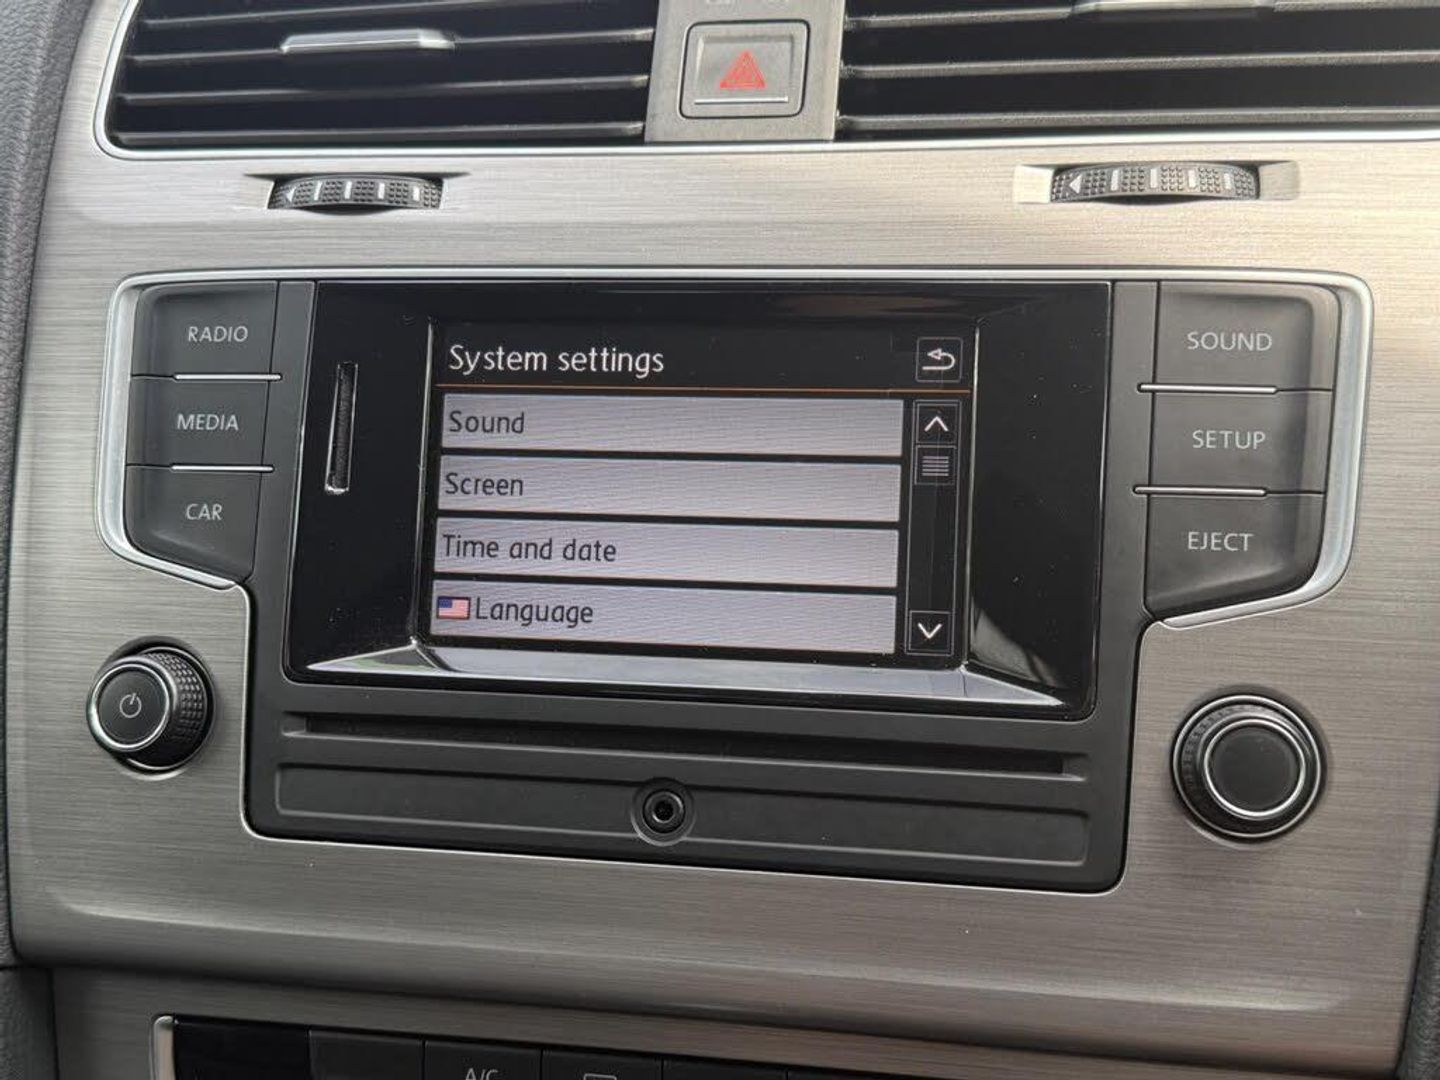 RADIO
MEDIA
CAR
System settings
Sound
Screen
Time and date
Language
SOUND
SETUP
EJECT
A/C